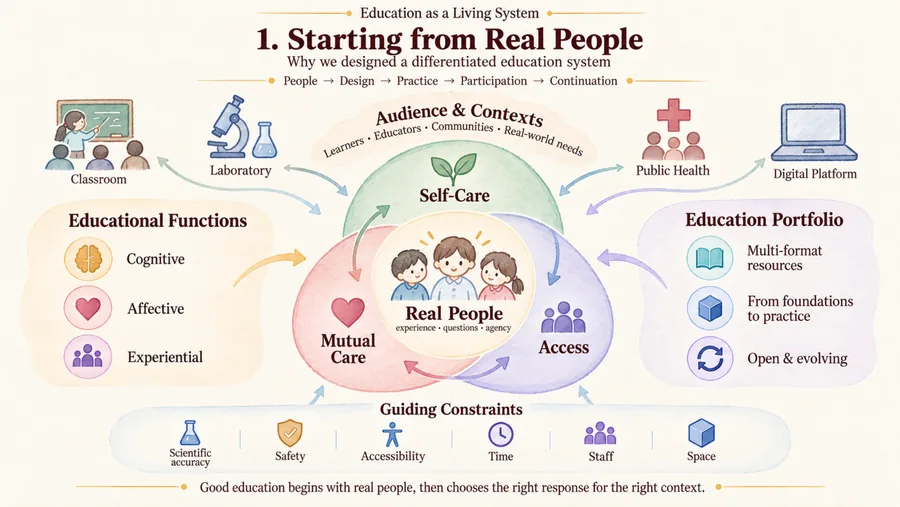 Education as a Living System
1. Starting from Real People
Why we designed a differentiated education system
People → Design → Practice → Participation → Continuation
Audience & Contexts
Learners • Educators • Communities • Real-world needs
Classroom
Laboratory
Public Health
Digital Platform
Self-Care
Educational Functions
Cognitive
Affective
Experiential
Real People
experience • questions • agency
Mutual
Care
Access
Education Portfolio
Multi-format
resources
From foundations
to practice
Open & evolving
Guiding Constraints
Scientific
accuracy
Safety
Accessibility
Time
Staff
Space
Good education begins with real people, then chooses the right response for the right context.